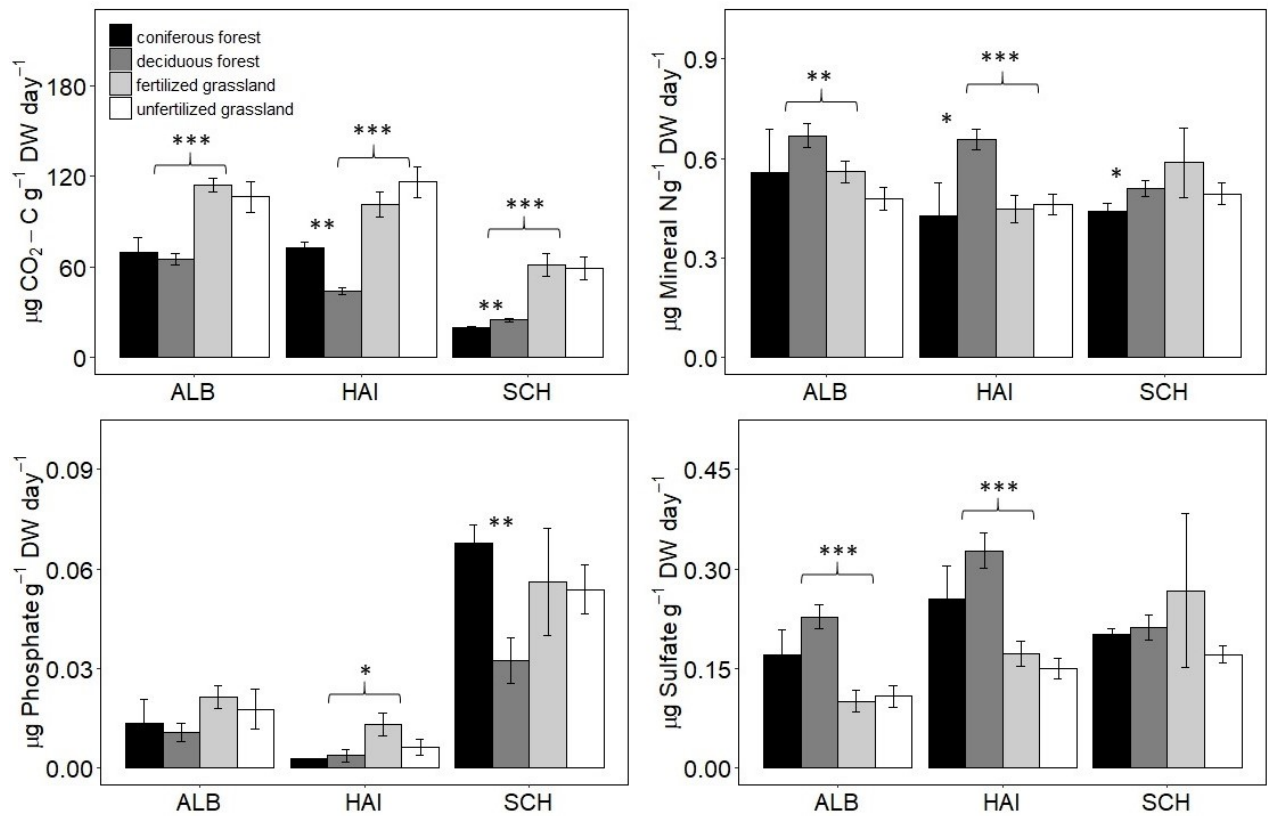 coniferous forest
deciduous forest
fertilized grassland
unfertilized grassland
µg CO₂ − C g⁻¹ DW day⁻¹
180
120
60
0
***
***
**
***
**
ALB HAI SCH
µg Mineral Ng⁻¹ DW day⁻¹
0.9
0.6
0.3
0.0
**
***
*
*
ALB HAI SCH
µg Phosphate g⁻¹ DW day⁻¹
0.09
0.06
0.03
0.00
**
*
ALB HAI SCH
µg Sulfate g⁻¹ DW day⁻¹
0.45
0.30
0.15
0.00
***
***
ALB HAI SCH